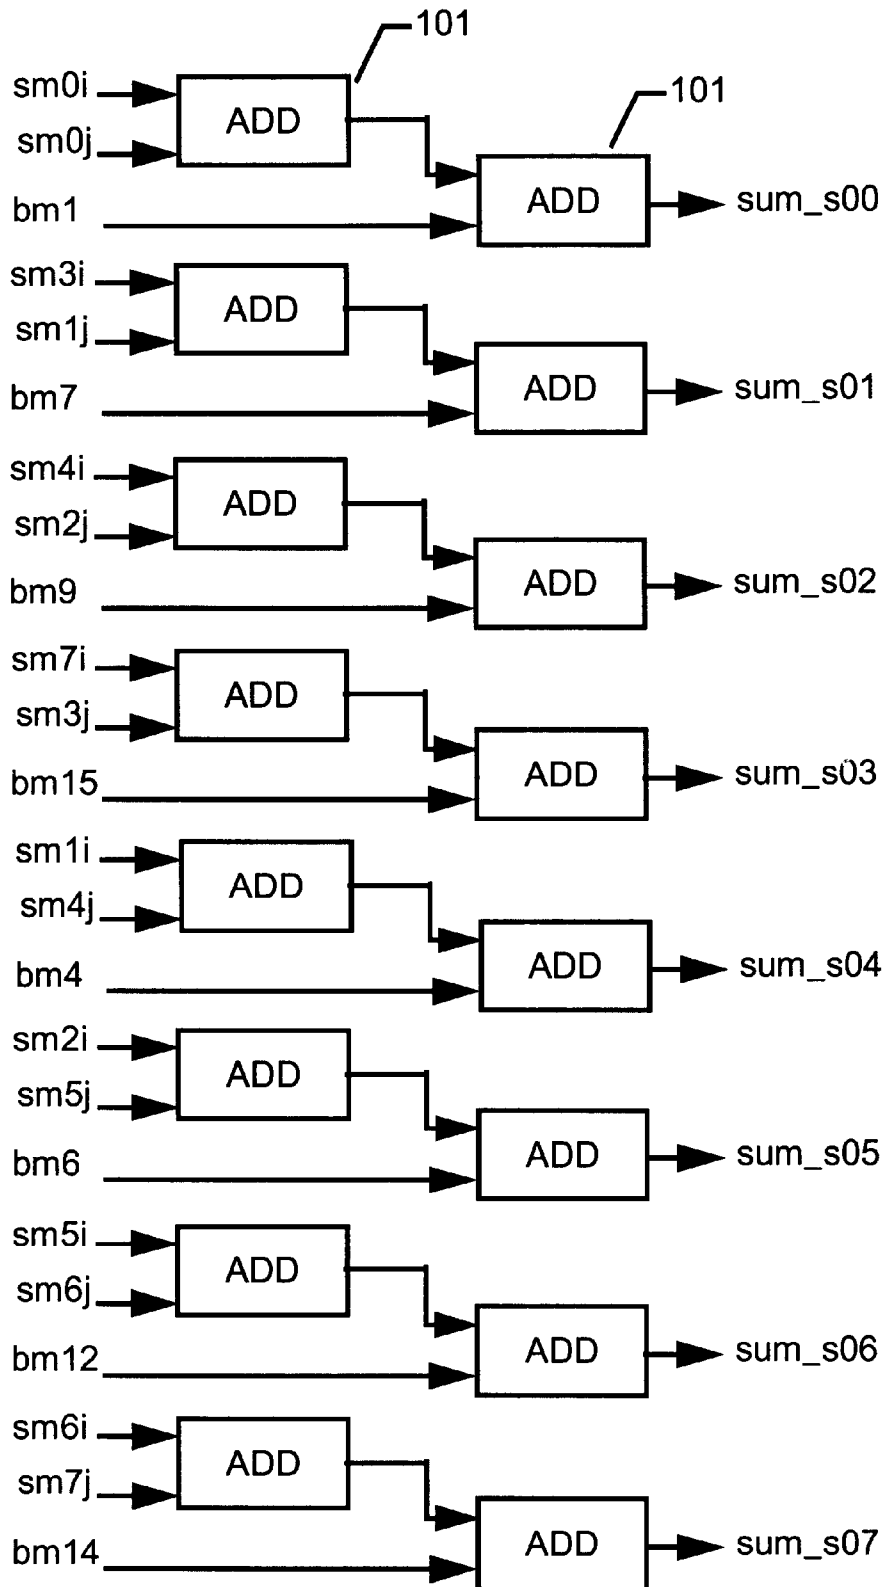 101
sm0i
ADD
101
sm0j
ADD
sum_s00
bm1
sm3i
ADD
sm1j
ADD
sum_s01
bm7
sm4i
ADD
sm2j
ADD
sum_s02
bm9
sm7i
ADD
sm3j
ADD
sum_s03
bm15
sm1i
ADD
sm4j
ADD
sum_s04
bm4
sm2i
ADD
sm5j
ADD
sum_s05
bm6
sm5i
ADD
sm6j
ADD
sum_s06
bm12
sm6i
ADD
sm7j
ADD
sum_s07
bm14